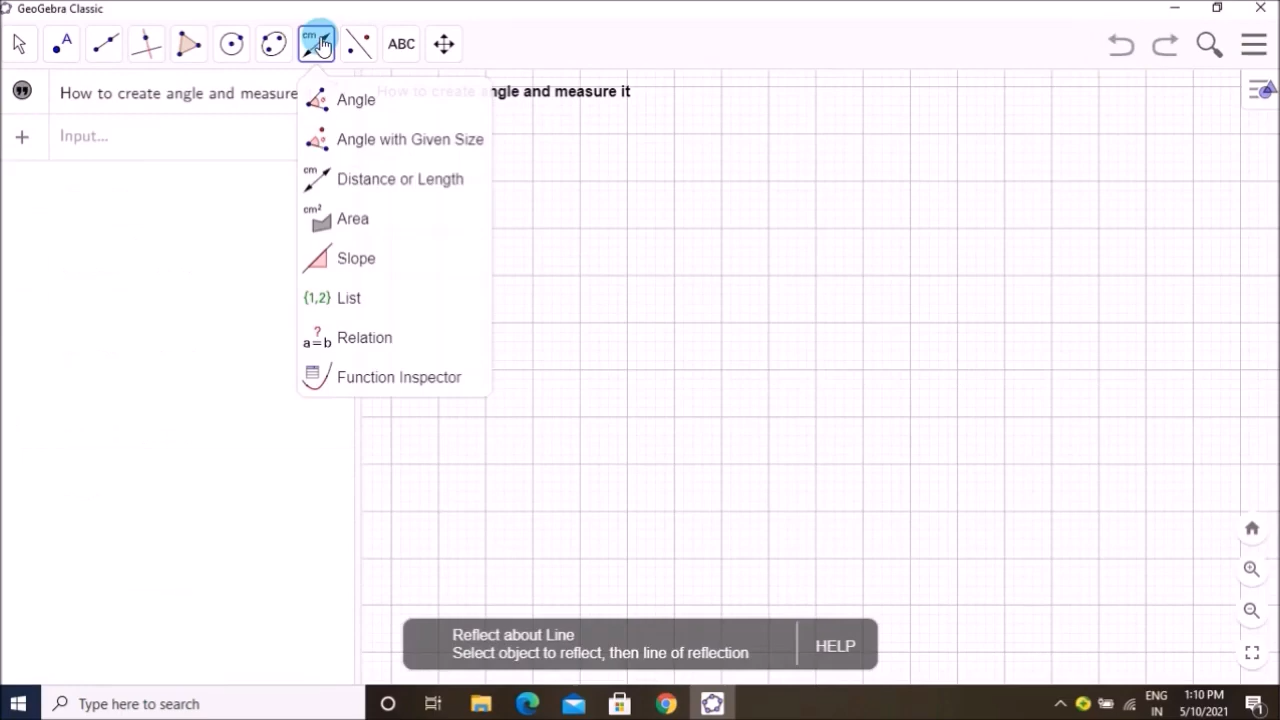 GeoGebra Classic
A
cm
ABC
How to create angle and measure
How to create angle and measure it
+ Input...
Angle
Angle with Given Size
cm Distance or Length
cm² Area
Slope
{1,2} List
? a=b Relation
Function Inspector
Reflect about Line
Select object to reflect, then line of reflection
HELP
Type here to search
ENG
IN
1:10 PM
5/10/2021
1